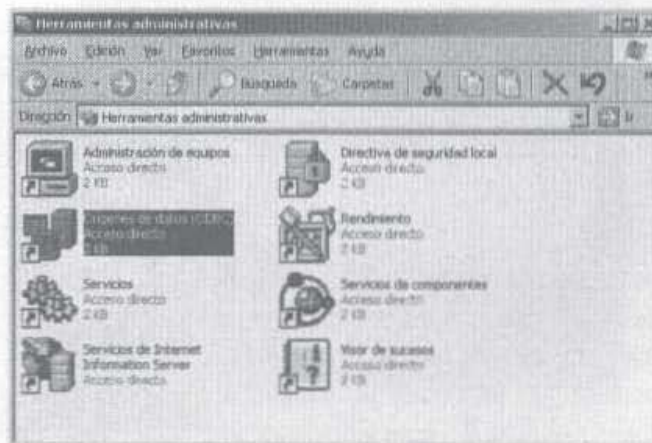 Herramientas administrativas
Archivo Edición Ver Favoritos Herramientas Ayuda
Atrás Búsqueda Carpetas
Dirección Herramientas administrativas Ir
Administración de equipos
Acceso directo
2 KB
Directiva de seguridad local
Acceso directo
2 KB
Orígenes de datos (ODBC)
Acceso directo
2 KB
Rendimiento
Acceso directo
2 KB
Servicios
Acceso directo
2 KB
Servicios de componentes
Acceso directo
2 KB
Servicios de Internet
Information Server
Acceso directo
Visor de sucesos
Acceso directo
2 KB